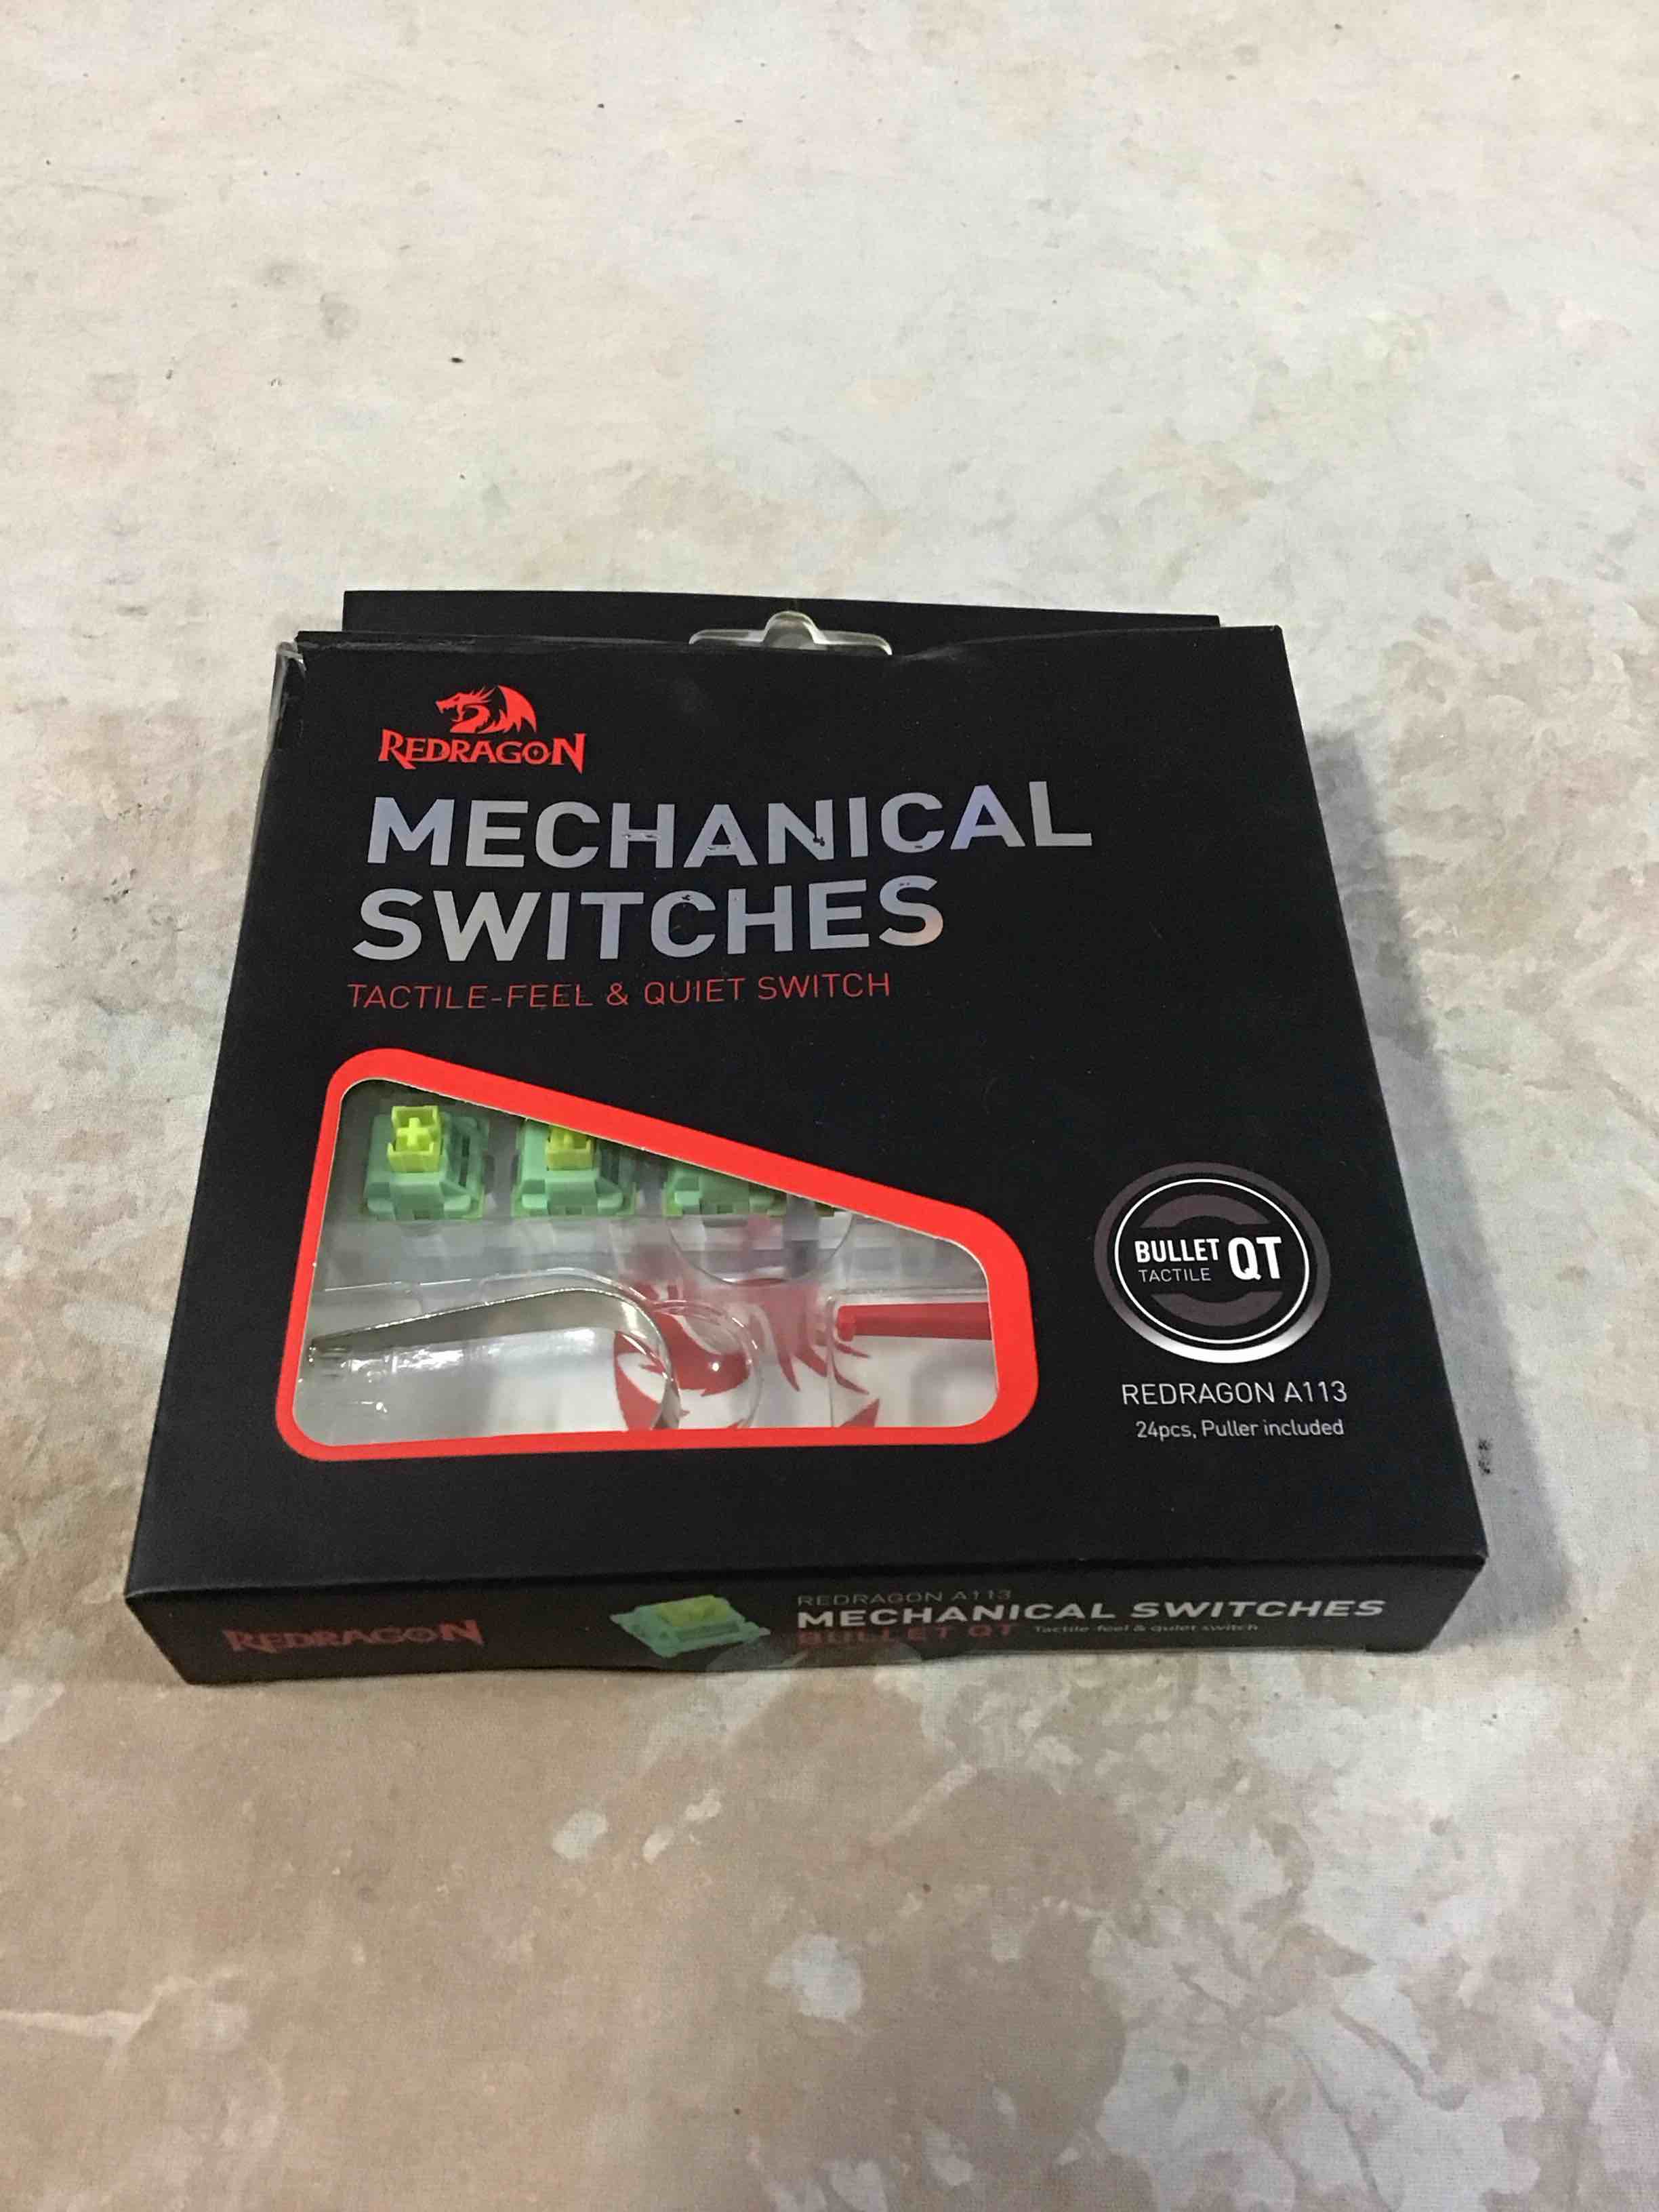 REDRAGON
MECHANICAL
SWITCHES
TACTILE-FEEL & QUIET SWITCH
BULLET QT
TACTILE
REDRAGON A113
24pcs, Puller included
REDRAGON
REDRAGON A113
MECHANICAL SWITCHES
BULLET QT Tactile-feel & quiet switch